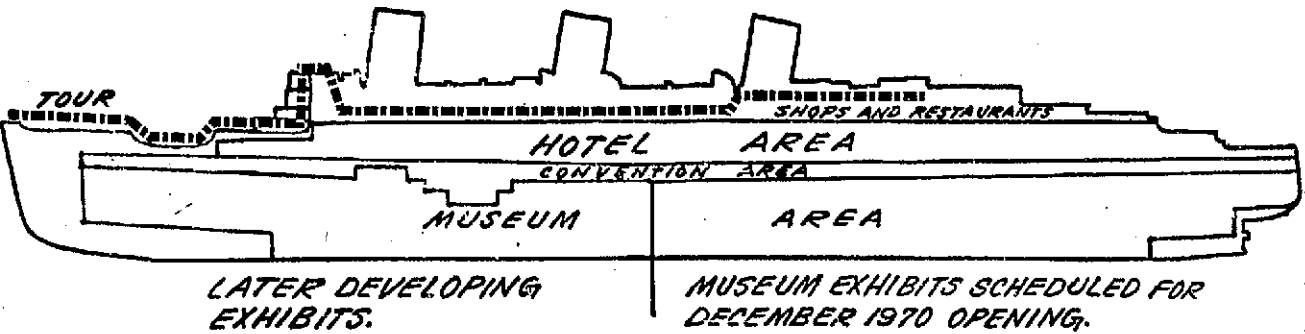 TOUR
SHOPS AND RESTAURANTS
HOTEL AREA
CONVENTION AREA
MUSEUM AREA
LATER DEVELOPING
EXHIBITS.
MUSEUM EXHIBITS SCHEDULED FOR
DECEMBER 1970 OPENING.